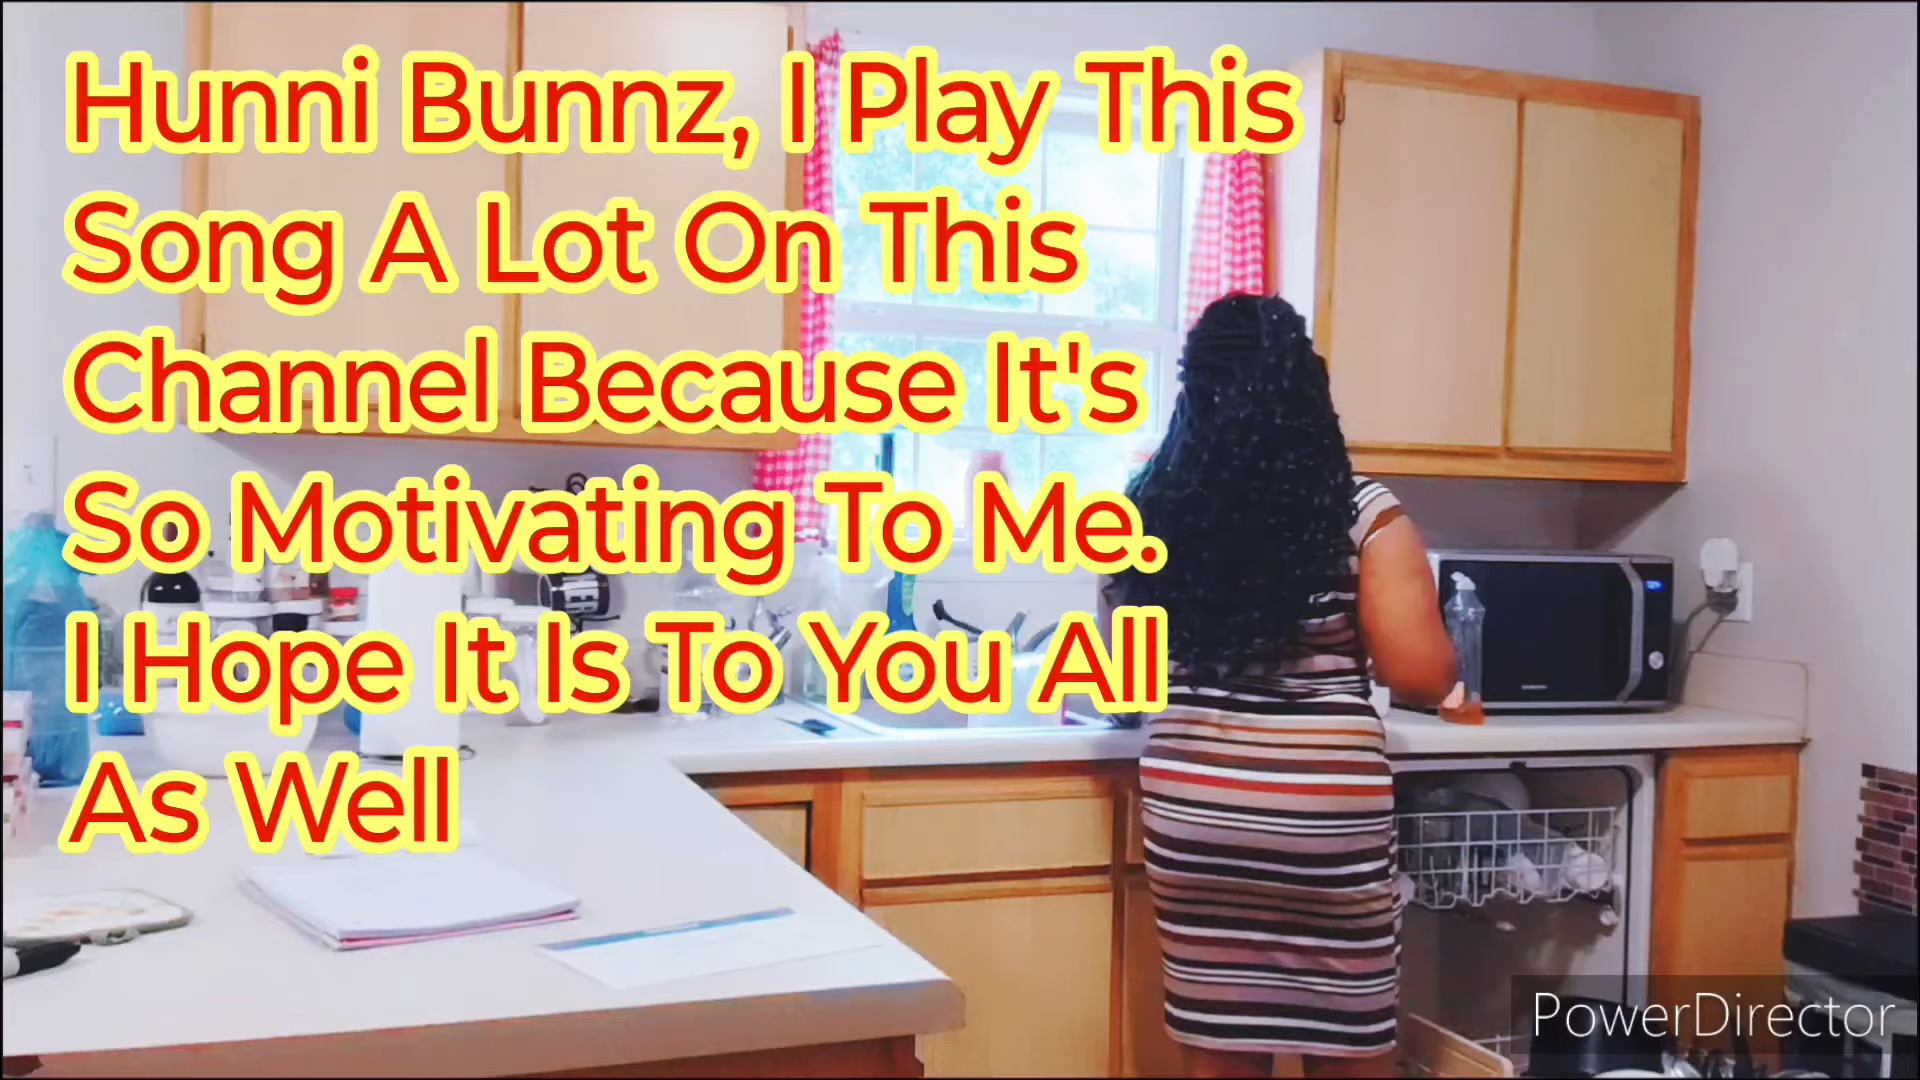 Hunni Bunnz, I Play This
Song A Lot On This
Channel Because It's
So Motivating To Me.
I Hope It Is To You All
As Well
PowerDirector